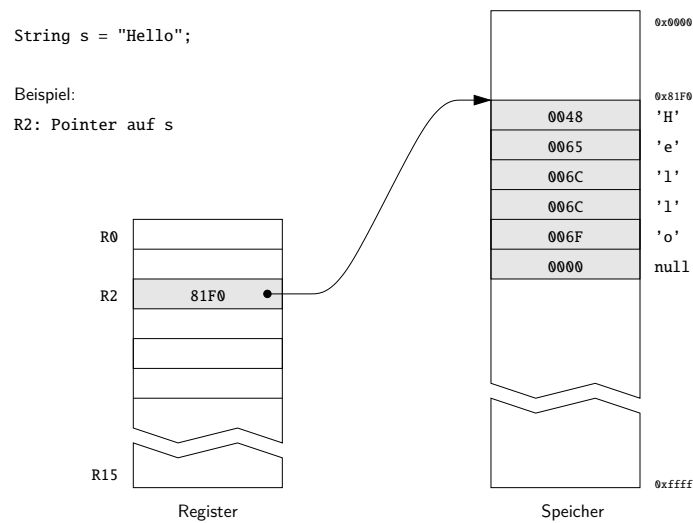 String s = "Hello";
Beispiel:
R2: Pointer auf s
0x0000
0x81F0
0048 'H'
0065 'e'
006C 'l'
006C 'l'
006F 'o'
0000 null
0xffff
Speicher
R0
R2 81F0
R15
Register